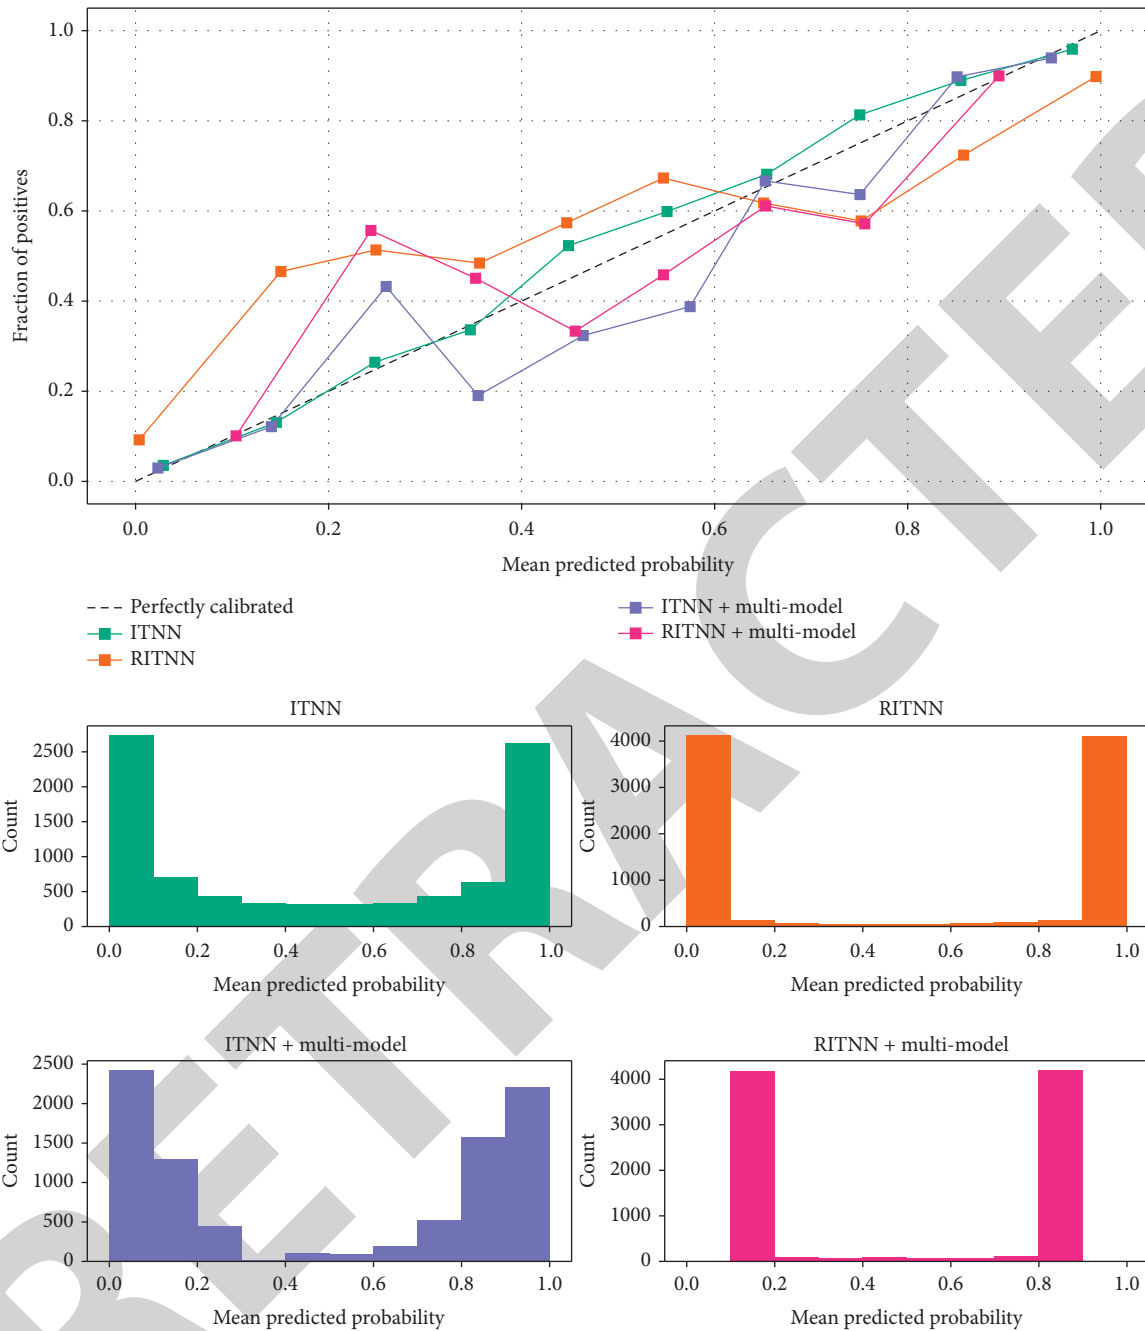 1.0
0.8
0.6
0.4
0.2
0.0
Fraction of positives
0.0 0.2 0.4 0.6 0.8 1.0
Mean predicted probability
Perfectly calibrated
ITNN
RITNN
ITNN + multi-model
RITNN + multi-model
ITNN
2500
2000
1500
1000
500
0
Count
0.0 0.2 0.4 0.6 0.8 1.0
Mean predicted probability
RITNN
4000
3000
2000
1000
0
Count
0.0 0.2 0.4 0.6 0.8 1.0
Mean predicted probability
ITNN + multi-model
2500
2000
1500
1000
500
0
Count
0.0 0.2 0.4 0.6 0.8 1.0
Mean predicted probability
RITNN + multi-model
4000
3000
2000
1000
0
Count
0.0 0.2 0.4 0.6 0.8 1.0
Mean predicted probability
RETRACTE